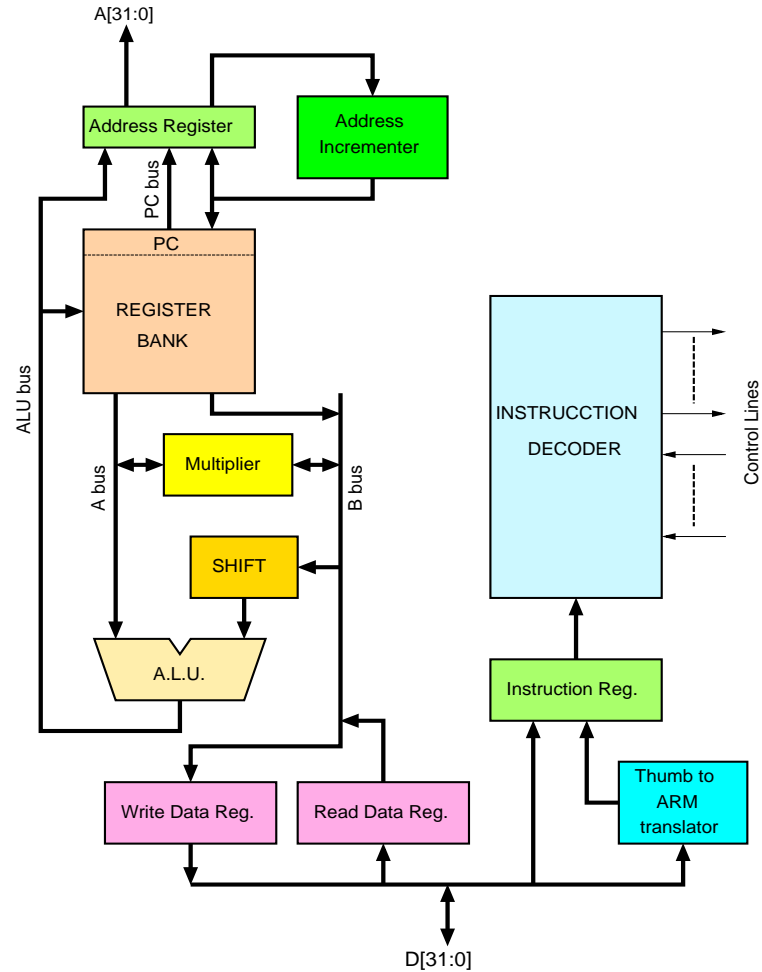 A[31:0]
Address Register
Address
Incrementer
PC bus
PC
REGISTER
BANK
ALU bus
A bus
Multiplier
B bus
SHIFT
A.L.U.
Write Data Reg.
Read Data Reg.
INSTRUCCTION
DECODER
Control Lines
Instruction Reg.
Thumb to
ARM
translator
D[31:0]